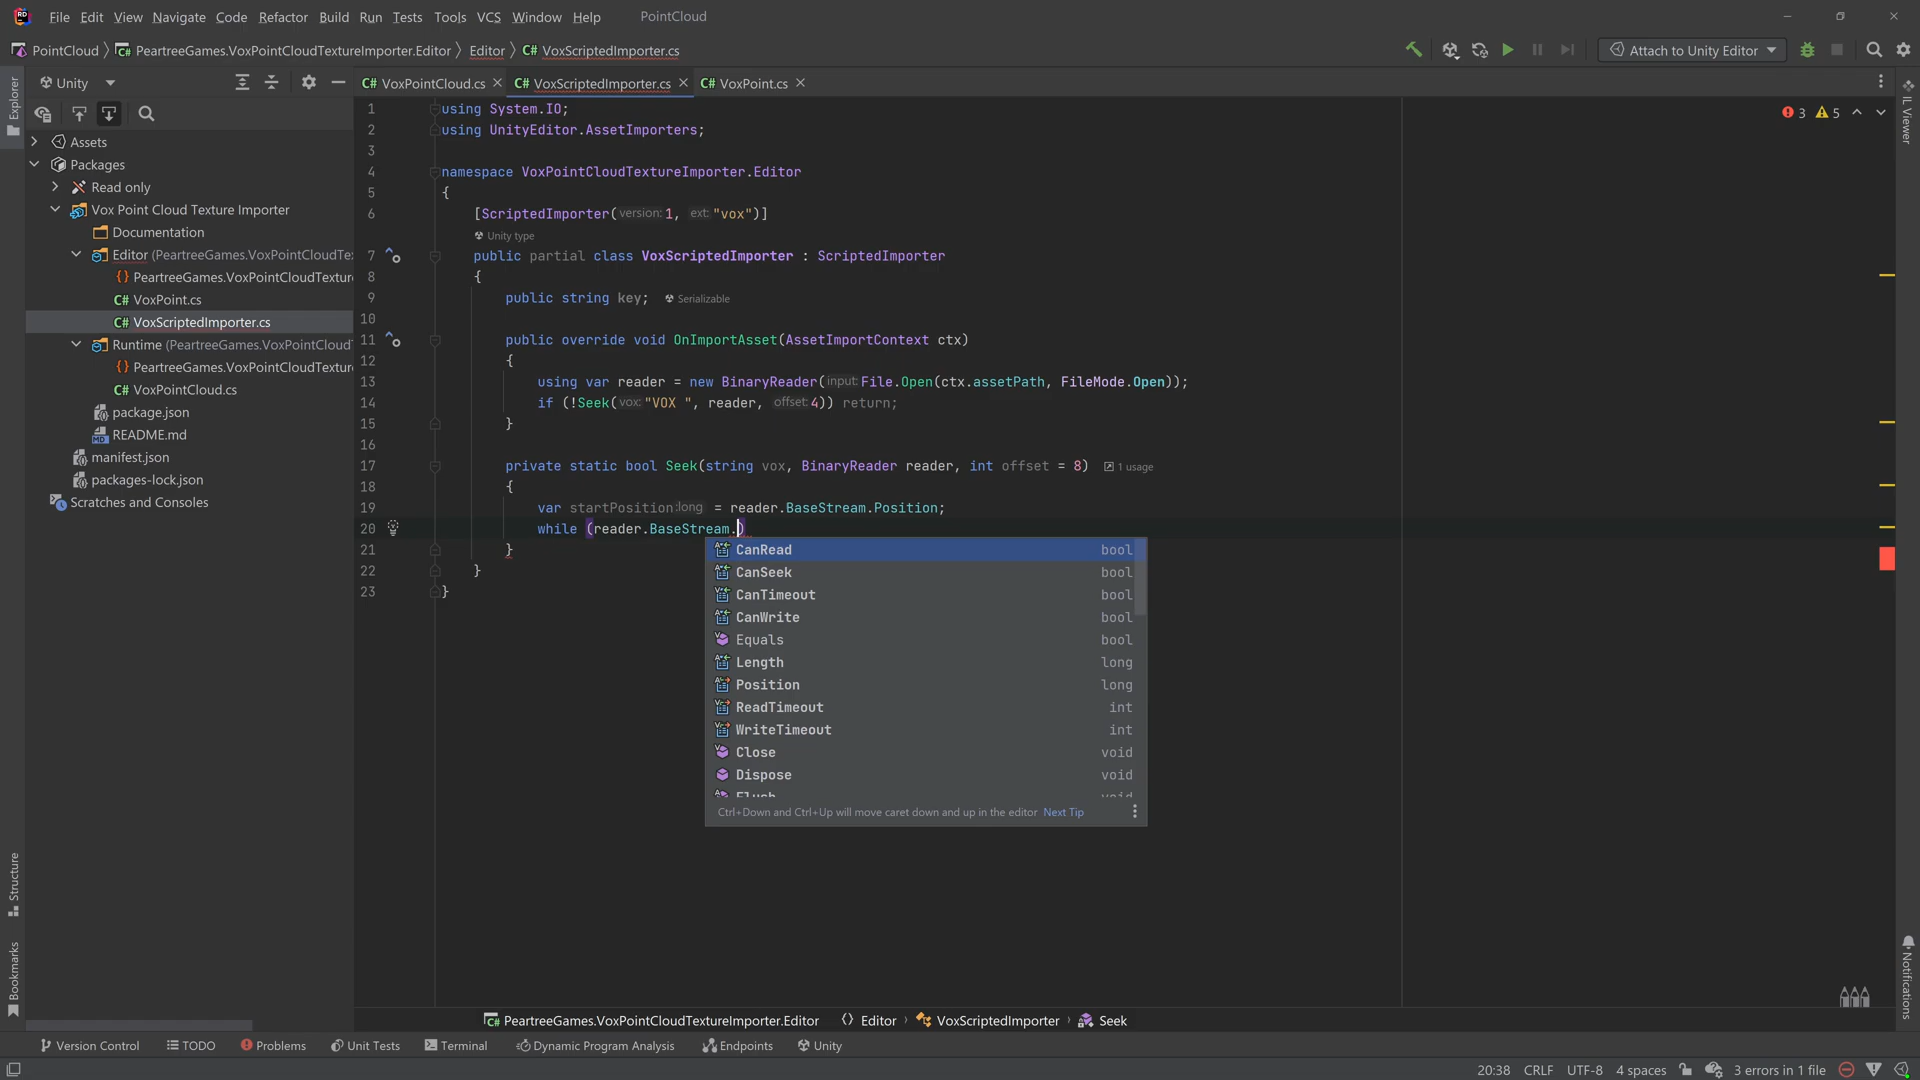 File Edit View Navigate Code Refactor Build Run Tests Tools VCS Window Help PointCloud
PointCloud PeartreeGames.VoxPointCloudTextureImporter.Editor Editor C# VoxScriptedImporter.cs Attach to Unity Editor
Unity C# VoxPointCloud.cs C# VoxScriptedImporter.cs C# VoxPoint.cs
Explorer
Structure
Bookmarks
Assets
Packages
Read only
Vox Point Cloud Texture Importer
Documentation
Editor (PeartreeGames.VoxPointCloudTe
PeartreeGames.VoxPointCloudTextur
C# VoxPoint.cs
C# VoxScriptedImporter.cs
Runtime (PeartreeGames.VoxPointCloud
PeartreeGames.VoxPointCloudTextur
C# VoxPointCloud.cs
package.json
README.md
manifest.json
packages-lock.json
Scratches and Consoles
1 using System.IO;
2 using UnityEditor.AssetImporters;
3
4 namespace VoxPointCloudTextureImporter.Editor
5 {
6 [ScriptedImporter(version: 1, ext: "vox")]
Unity type
7 public partial class VoxScriptedImporter : ScriptedImporter
8 {
9 public string key; Serializable
10
11 public override void OnImportAsset(AssetImportContext ctx)
12 {
13 using var reader = new BinaryReader(input: File.Open(ctx.assetPath, FileMode.Open));
14 if (!Seek(vox: "VOX ", reader, offset: 4)) return;
15 }
16
17 private static bool Seek(string vox, BinaryReader reader, int offset = 8) 1 usage
18 {
19 var startPosition:long = reader.BaseStream.Position;
20 while (reader.BaseStream.)
21 }
22 }
23 }
3 5
CanRead bool
CanSeek bool
CanTimeout bool
CanWrite bool
Equals bool
Length long
Position long
ReadTimeout int
WriteTimeout int
Close void
Dispose void
Flush void
Ctrl+Down and Ctrl+Up will move caret down and up in the editor Next Tip
IL Viewer
Notifications
PeartreeGames.VoxPointCloudTextureImporter.Editor Editor VoxScriptedImporter Seek
Version Control TODO Problems Unit Tests Terminal Dynamic Program Analysis Endpoints Unity
20:38 CRLF UTF-8 4 spaces 3 errors in 1 file